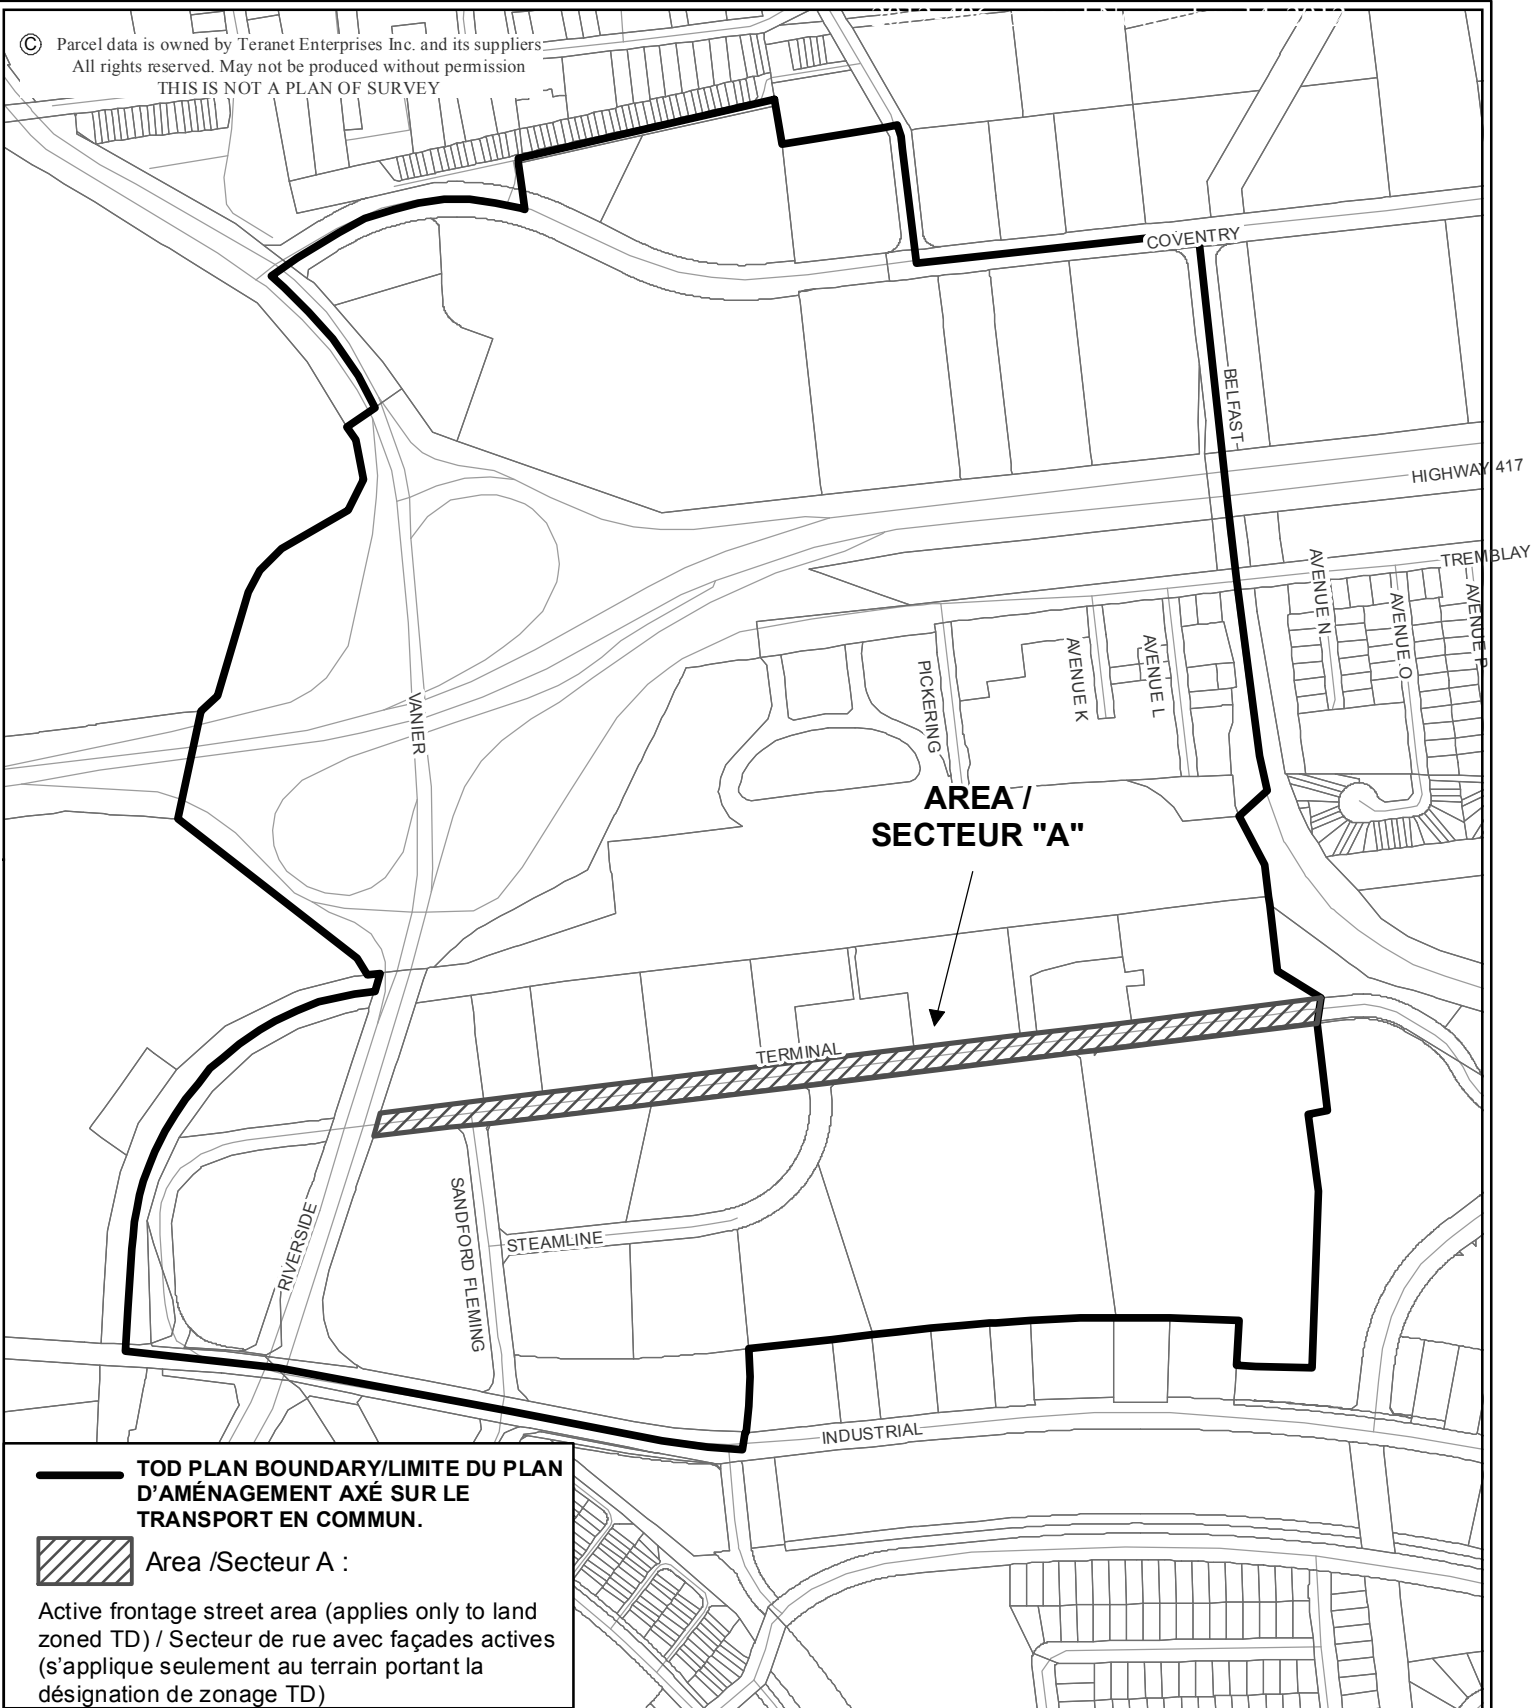 © Parcel data is owned by Teranet Enterprises Inc. and its suppliers
All rights reserved. May not be produced without permission
THIS IS NOT A PLAN OF SURVEY
COVENTRY
BELFAST
HIGHWAY 417
TREMBLAY
AVENUE N
AVENUE O
AVENUE P
AVENUE K
AVENUE L
PICKERING
VANIER
AREA /
SECTEUR "A"
TERMINAL
SANDFORD FLEMING
STEAMLINE
RIVERSIDE
INDUSTRIAL
TOD PLAN BOUNDARY/LIMITE DU PLAN
D'AMÉNAGEMENT AXÉ SUR LE
TRANSPORT EN COMMUN.
Area /Secteur A :
Active frontage street area (applies only to land
zoned TD) / Secteur de rue avec façades actives
(s'applique seulement au terrain portant la
désignation de zonage TD)